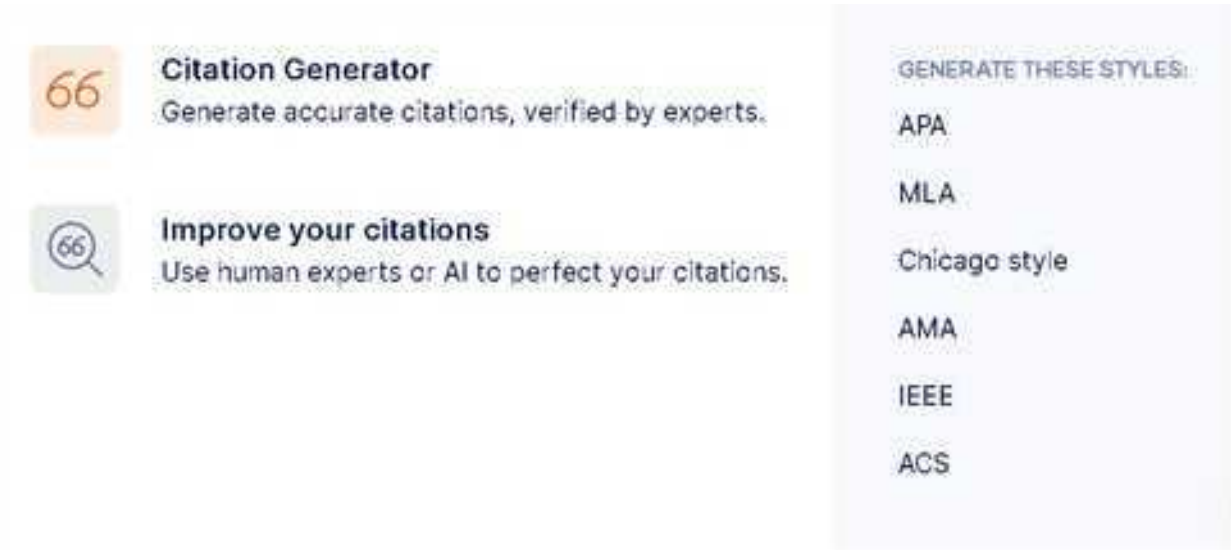 Citation Generator
Generate accurate citations, verified by experts.
Improve your citations
Use human experts or AI to perfect your citations.
GENERATE THESE STYLES:
APA
MLA
Chicago style
AMA
IEEE
ACS